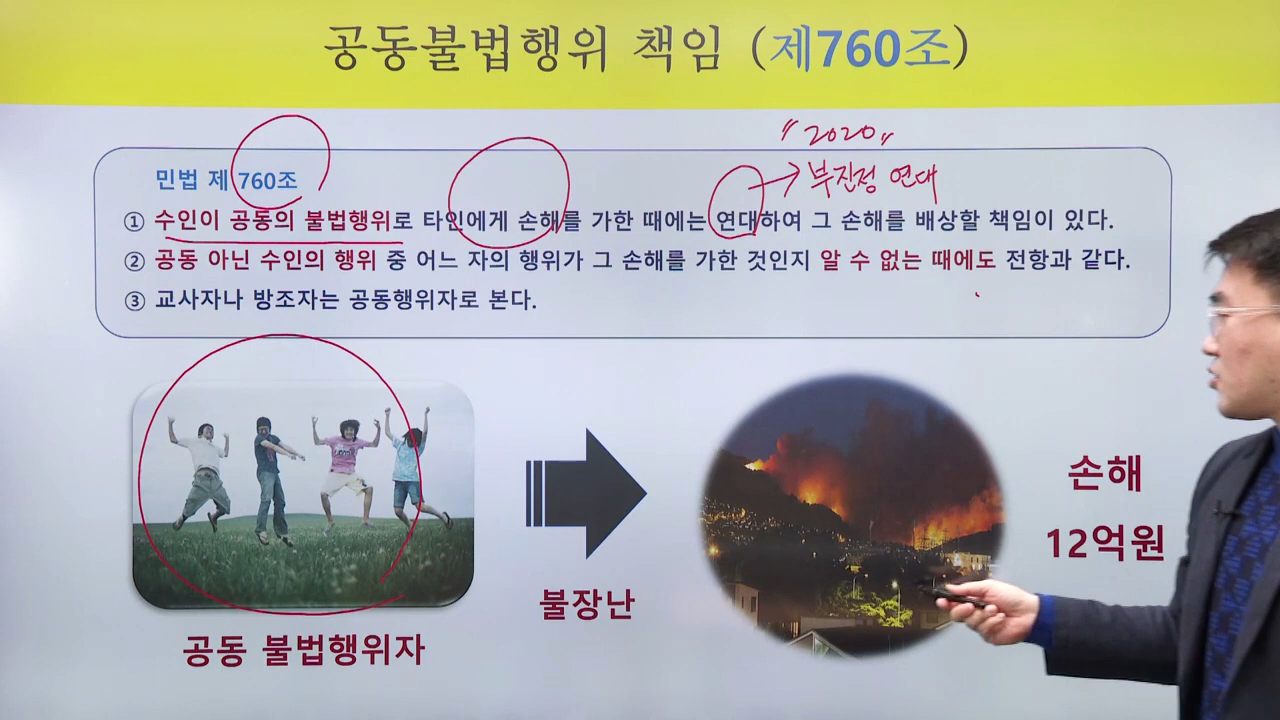 공동불법행위 책임 (제760조)
"2020"
→ 부진정 연대
민법 제 760조
① 수인이 공동의 불법행위로 타인에게 손해를 가한 때에는 연대하여 그 손해를 배상할 책임이 있다.
② 공동 아닌 수인의 행위 중 어느 자의 행위가 그 손해를 가한 것인지 알 수 없는 때에도 전항과 같다.
③ 교사자나 방조자는 공동행위자로 본다.
손해
12억원
불장난
공동 불법행위자